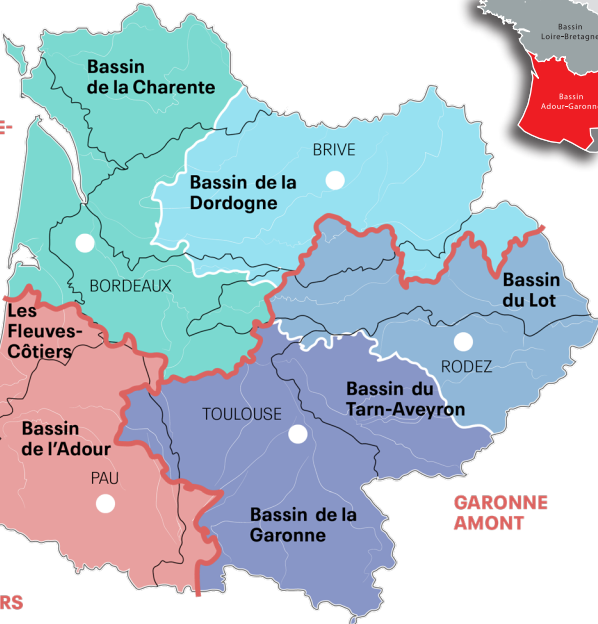 Bassin
Loire-Bretagne
Bassin
Adour-Garonne
Bassin
de la Charente
E-
BRIVE
Bassin de la
Dordogne
BORDEAUX
Bassin
du Lot
Les
Fleuves-
Côtiers
RODEZ
Bassin du
Tarn-Aveyron
TOULOUSE
Bassin
de l'Adour
PAU
GARONNE
AMONT
Bassin de la
Garonne
RS